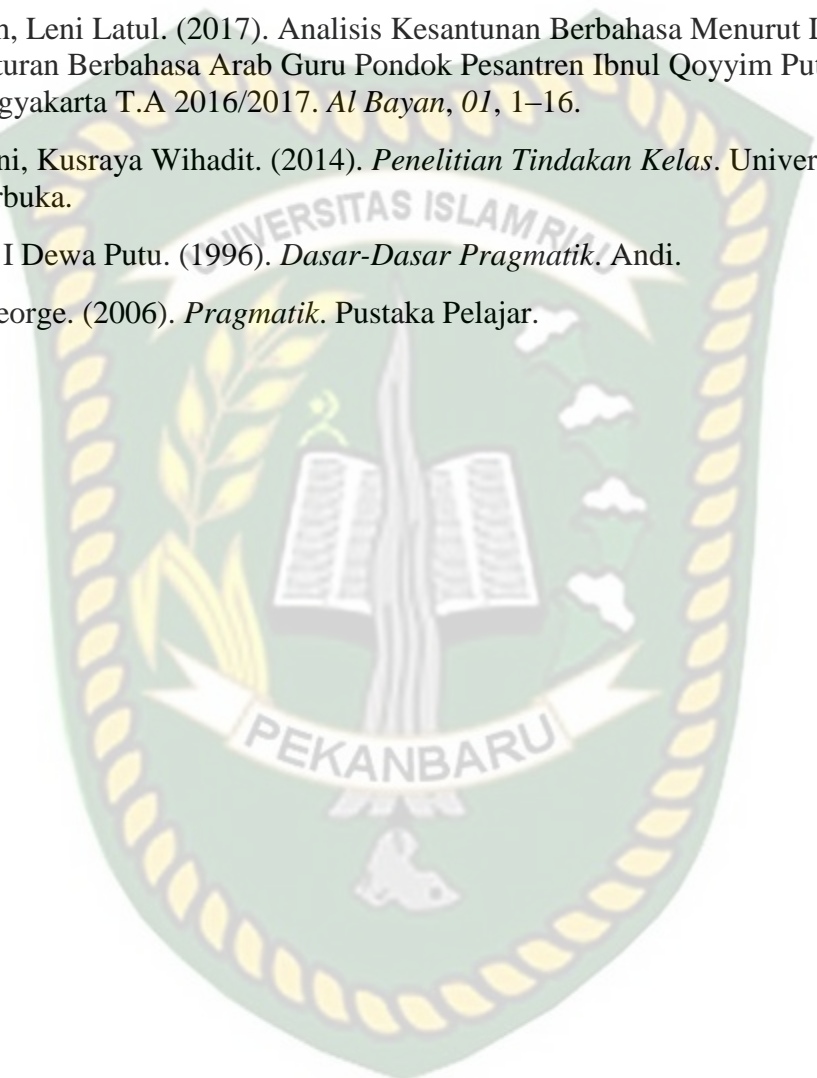 n, Leni Latul. (2017). Analisis Kesantunan Berbahasa Menurut
turan Berbahasa Arab Guru Pondok Pesantren Ibnul Qoyyim Put
gyakarta T.A 2016/2017. Al Bayan, 01, 1–16.
ni, Kusraya Wihadit. (2014). Penelitian Tindakan Kelas. Univer
rbuka.
I Dewa Putu. (1996). Dasar-Dasar Pragmatik. Andi.
eorge. (2006). Pragmatik. Pustaka Pelajar.
UNIVERSITAS ISLAM RIAU
PEKANBARU